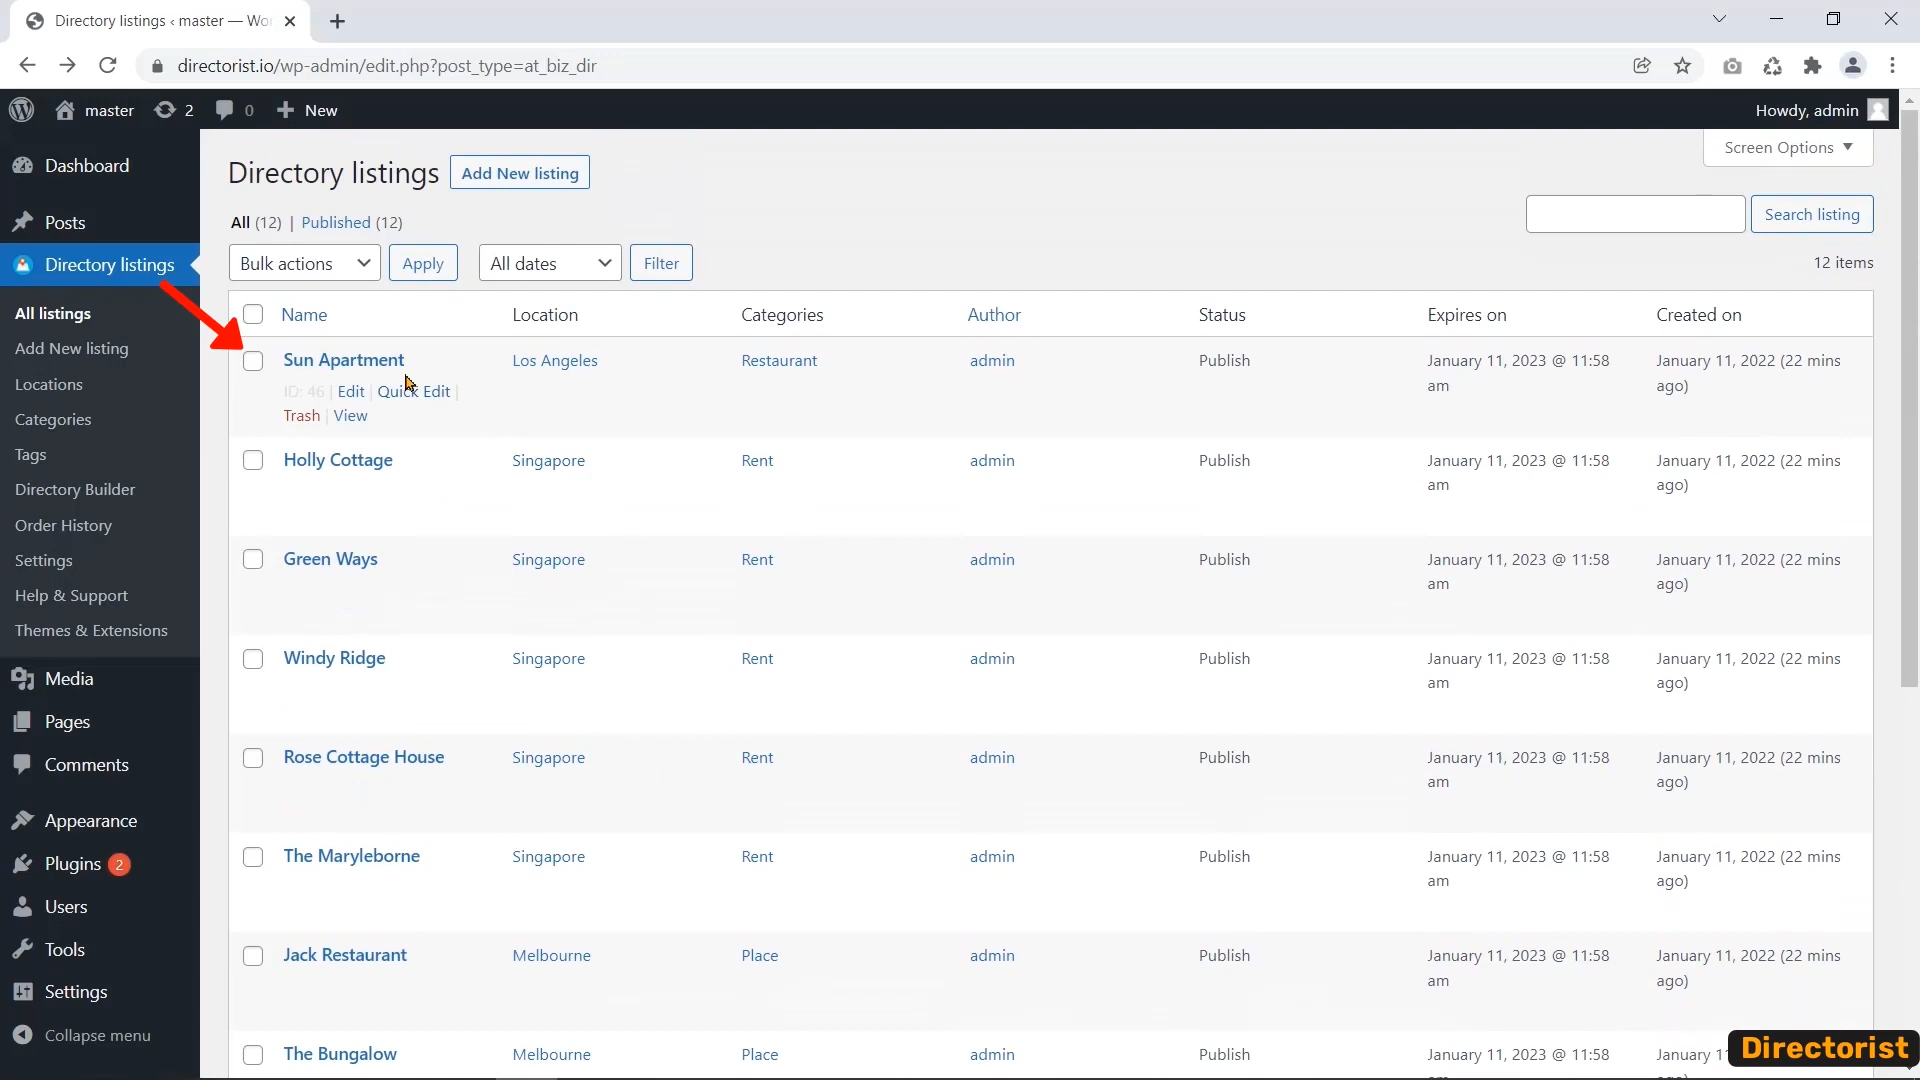 Directory listings ‹ master — Wo
directorist.io/wp-admin/edit.php?post_type=at_biz_dir
master 2 0 New Howdy, admin
Screen Options
Dashboard
Posts
Directory listings
All listings
Add New listing
Locations
Categories
Tags
Directory Builder
Order History
Settings
Help & Support
Themes & Extensions
Media
Pages
Comments
Appearance
Plugins 2
Users
Tools
Settings
Collapse menu
Directory listings Add New listing
All (12) | Published (12)
Search listing
Bulk actions Apply All dates Filter 12 items
Name Location Categories Author Status Expires on Created on
Sun Apartment Los Angeles Restaurant admin Publish January 11, 2023 @ 11:58 January 11, 2022 (22 mins
am ago)
ID: 46 | Edit | Quick Edit |
Trash | View
Holly Cottage Singapore Rent admin Publish January 11, 2023 @ 11:58 January 11, 2022 (22 mins
am ago)
Green Ways Singapore Rent admin Publish January 11, 2023 @ 11:58 January 11, 2022 (22 mins
am ago)
Windy Ridge Singapore Rent admin Publish January 11, 2023 @ 11:58 January 11, 2022 (22 mins
am ago)
Rose Cottage House Singapore Rent admin Publish January 11, 2023 @ 11:58 January 11, 2022 (22 mins
am ago)
The Maryleborne Singapore Rent admin Publish January 11, 2023 @ 11:58 January 11, 2022 (22 mins
am ago)
Jack Restaurant Melbourne Place admin Publish January 11, 2023 @ 11:58 January 11, 2022 (22 mins
am ago)
The Bungalow Melbourne Place admin Publish January 11, 2023 @ 11:58 January
Directorist